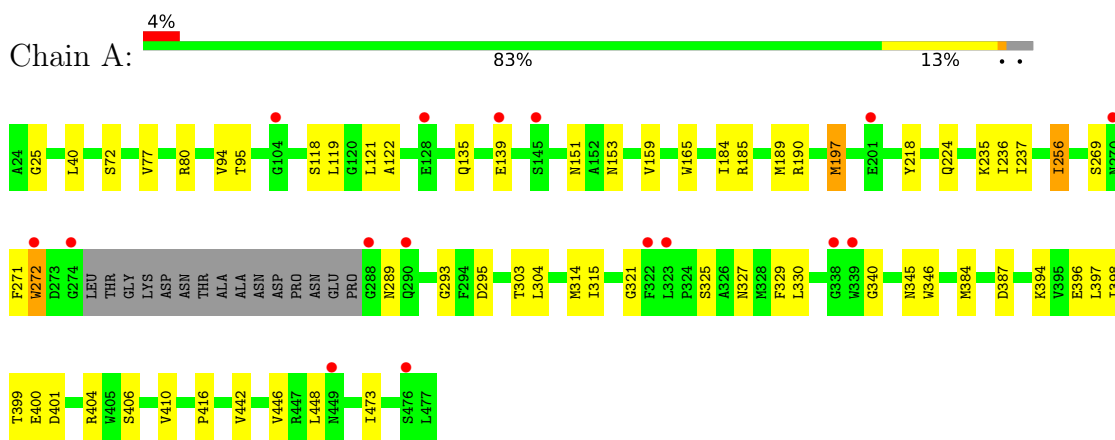 4%
Chain A:
83% 13% • •
A24 G25 L40 S72 V77 R80 V94 T95 G104 S118 L119 G120 L121 A122 E128 Q135 E139 S145 N151 A152 N153 V159 W165 I184 R185 M189 R190 M197 E201 Y218 Q224 K235 I236 I237 I256 S269 N270
F271 W272 D273 G274 LEU THR GLY LYS ASP ASN THR ALA ALA ASN ASP PRO ASN GLU PRO G288 N289 Q290 G293 F294 D295 T303 L304 M314 I315 G321 F322 L323 P324 S325 A326 N327 M328 F329 L330 G338 W339 G340 N345 W346 M384 D387 K394 V395 E396 L397 I398
T399 E400 D401 R404 W405 S406 V410 P416 V442 V446 R447 L448 N449 I473 S476 L477